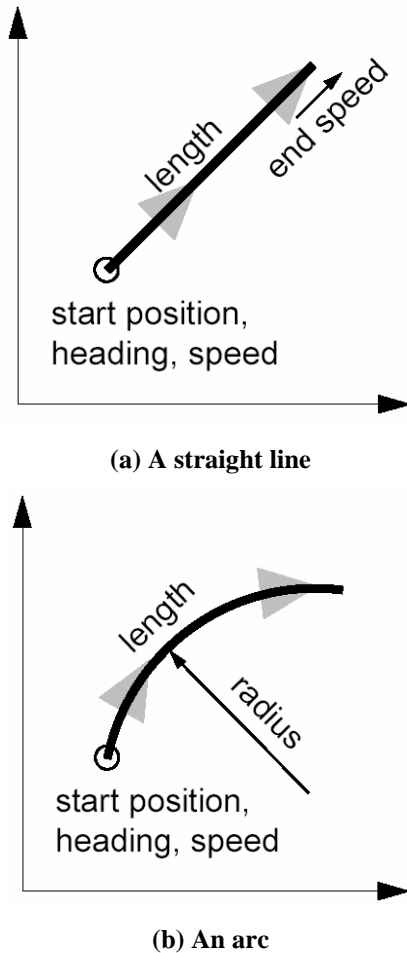 length
end speed
start position,
heading, speed
(a) A straight line
length
radius
start position,
heading, speed
(b) An arc